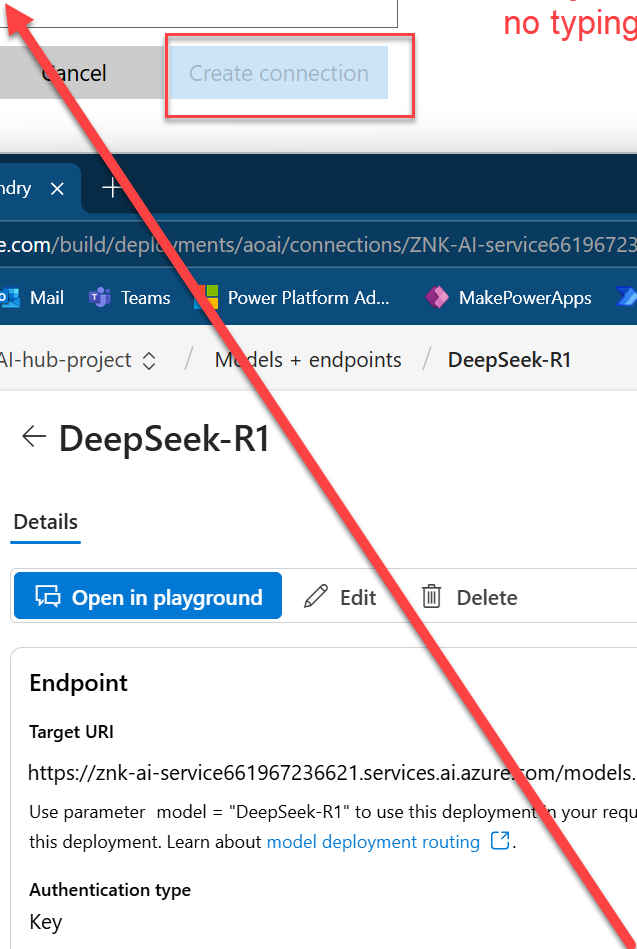 no typing
Cancel
Create connection
ndry
e.com/build/deployments/aoai/connections/ZNK-AI-service66196723
Mail Teams Power Platform Ad... MakePowerApps
AI-hub-project / Models + endpoints / DeepSeek-R1
DeepSeek-R1
Details
Open in playground Edit Delete
Endpoint
Target URI
https://znk-ai-service661967236621.services.ai.azure.com/models.
Use parameter model = "DeepSeek-R1" to use this deployment in your requ
this deployment. Learn about model deployment routing .
Authentication type
Key